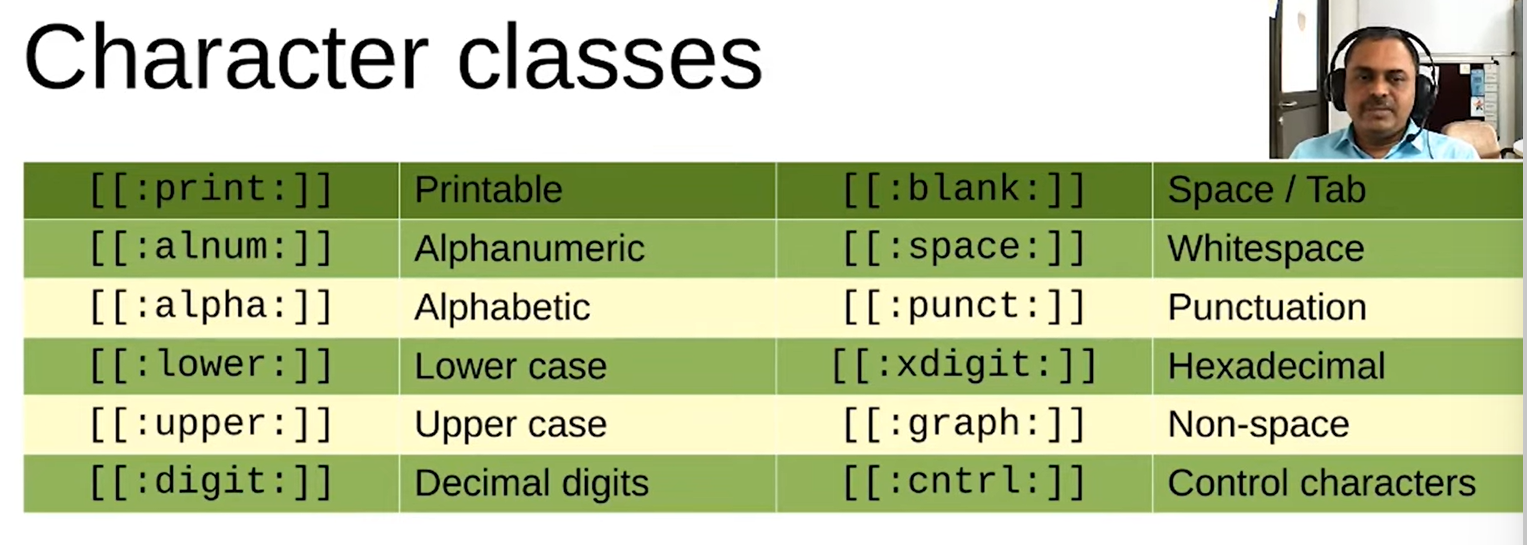 Character classes
[[:print:]] Printable [[:blank:]] Space / Tab
[[:alnum:]] Alphanumeric [[:space:]] Whitespace
[[:alpha:]] Alphabetic [[:punct:]] Punctuation
[[:lower:]] Lower case [[:xdigit:]] Hexadecimal
[[:upper:]] Upper case [[:graph:]] Non-space
[[:digit:]] Decimal digits [[:cntrl:]] Control characters